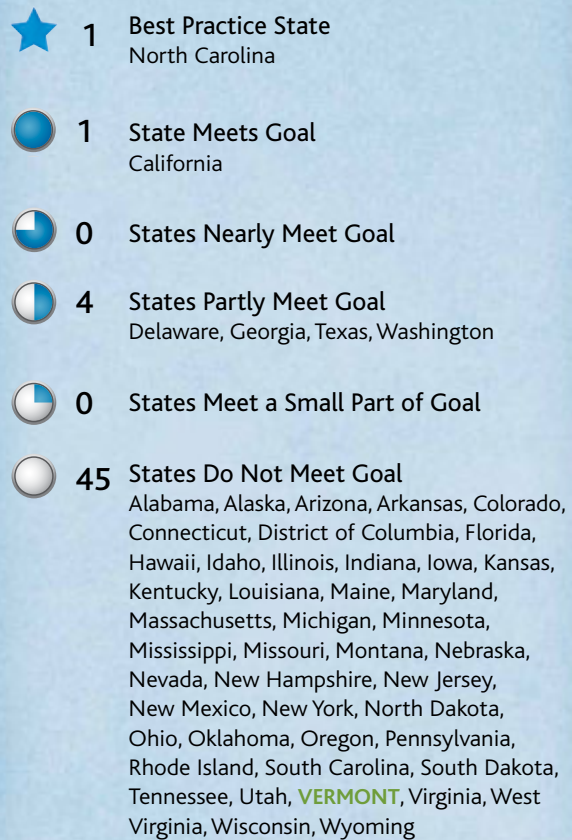 1 Best Practice State
North Carolina
1 State Meets Goal
California
0 States Nearly Meet Goal
4 States Partly Meet Goal
Delaware, Georgia, Texas, Washington
0 States Meet a Small Part of Goal
45 States Do Not Meet Goal
Alabama, Alaska, Arizona, Arkansas, Colorado,
Connecticut, District of Columbia, Florida,
Hawaii, Idaho, Illinois, Indiana, Iowa, Kansas,
Kentucky, Louisiana, Maine, Maryland,
Massachusetts, Michigan, Minnesota,
Mississippi, Missouri, Montana, Nebraska,
Nevada, New Hampshire, New Jersey,
New Mexico, New York, North Dakota,
Ohio, Oklahoma, Oregon, Pennsylvania,
Rhode Island, South Carolina, South Dakota,
Tennessee, Utah, VERMONT, Virginia, West
Virginia, Wisconsin, Wyoming